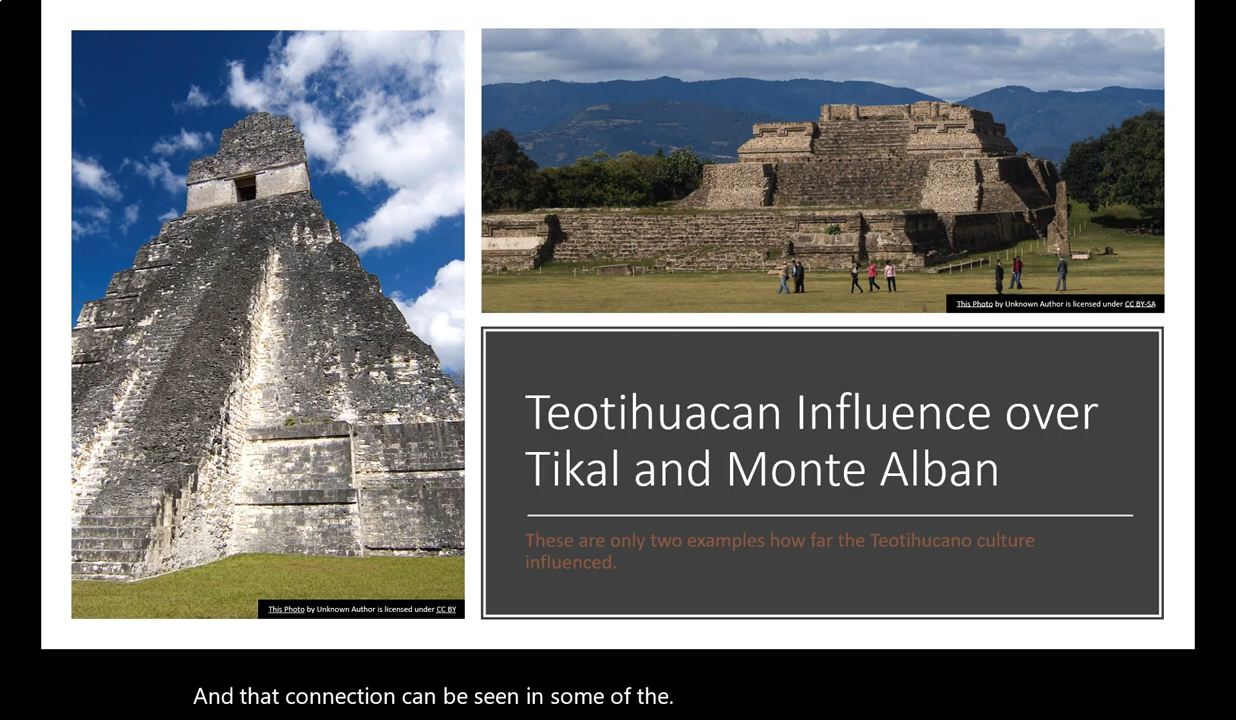 This Photo by Unknown Author is licensed under CC BY-SA
Teotihuacan Influence over
Tikal and Monte Alban
These are only two examples how far the Teotihucano culture
influenced.
This Photo by Unknown Author is licensed under CC BY
And that connection can be seen in some of the.